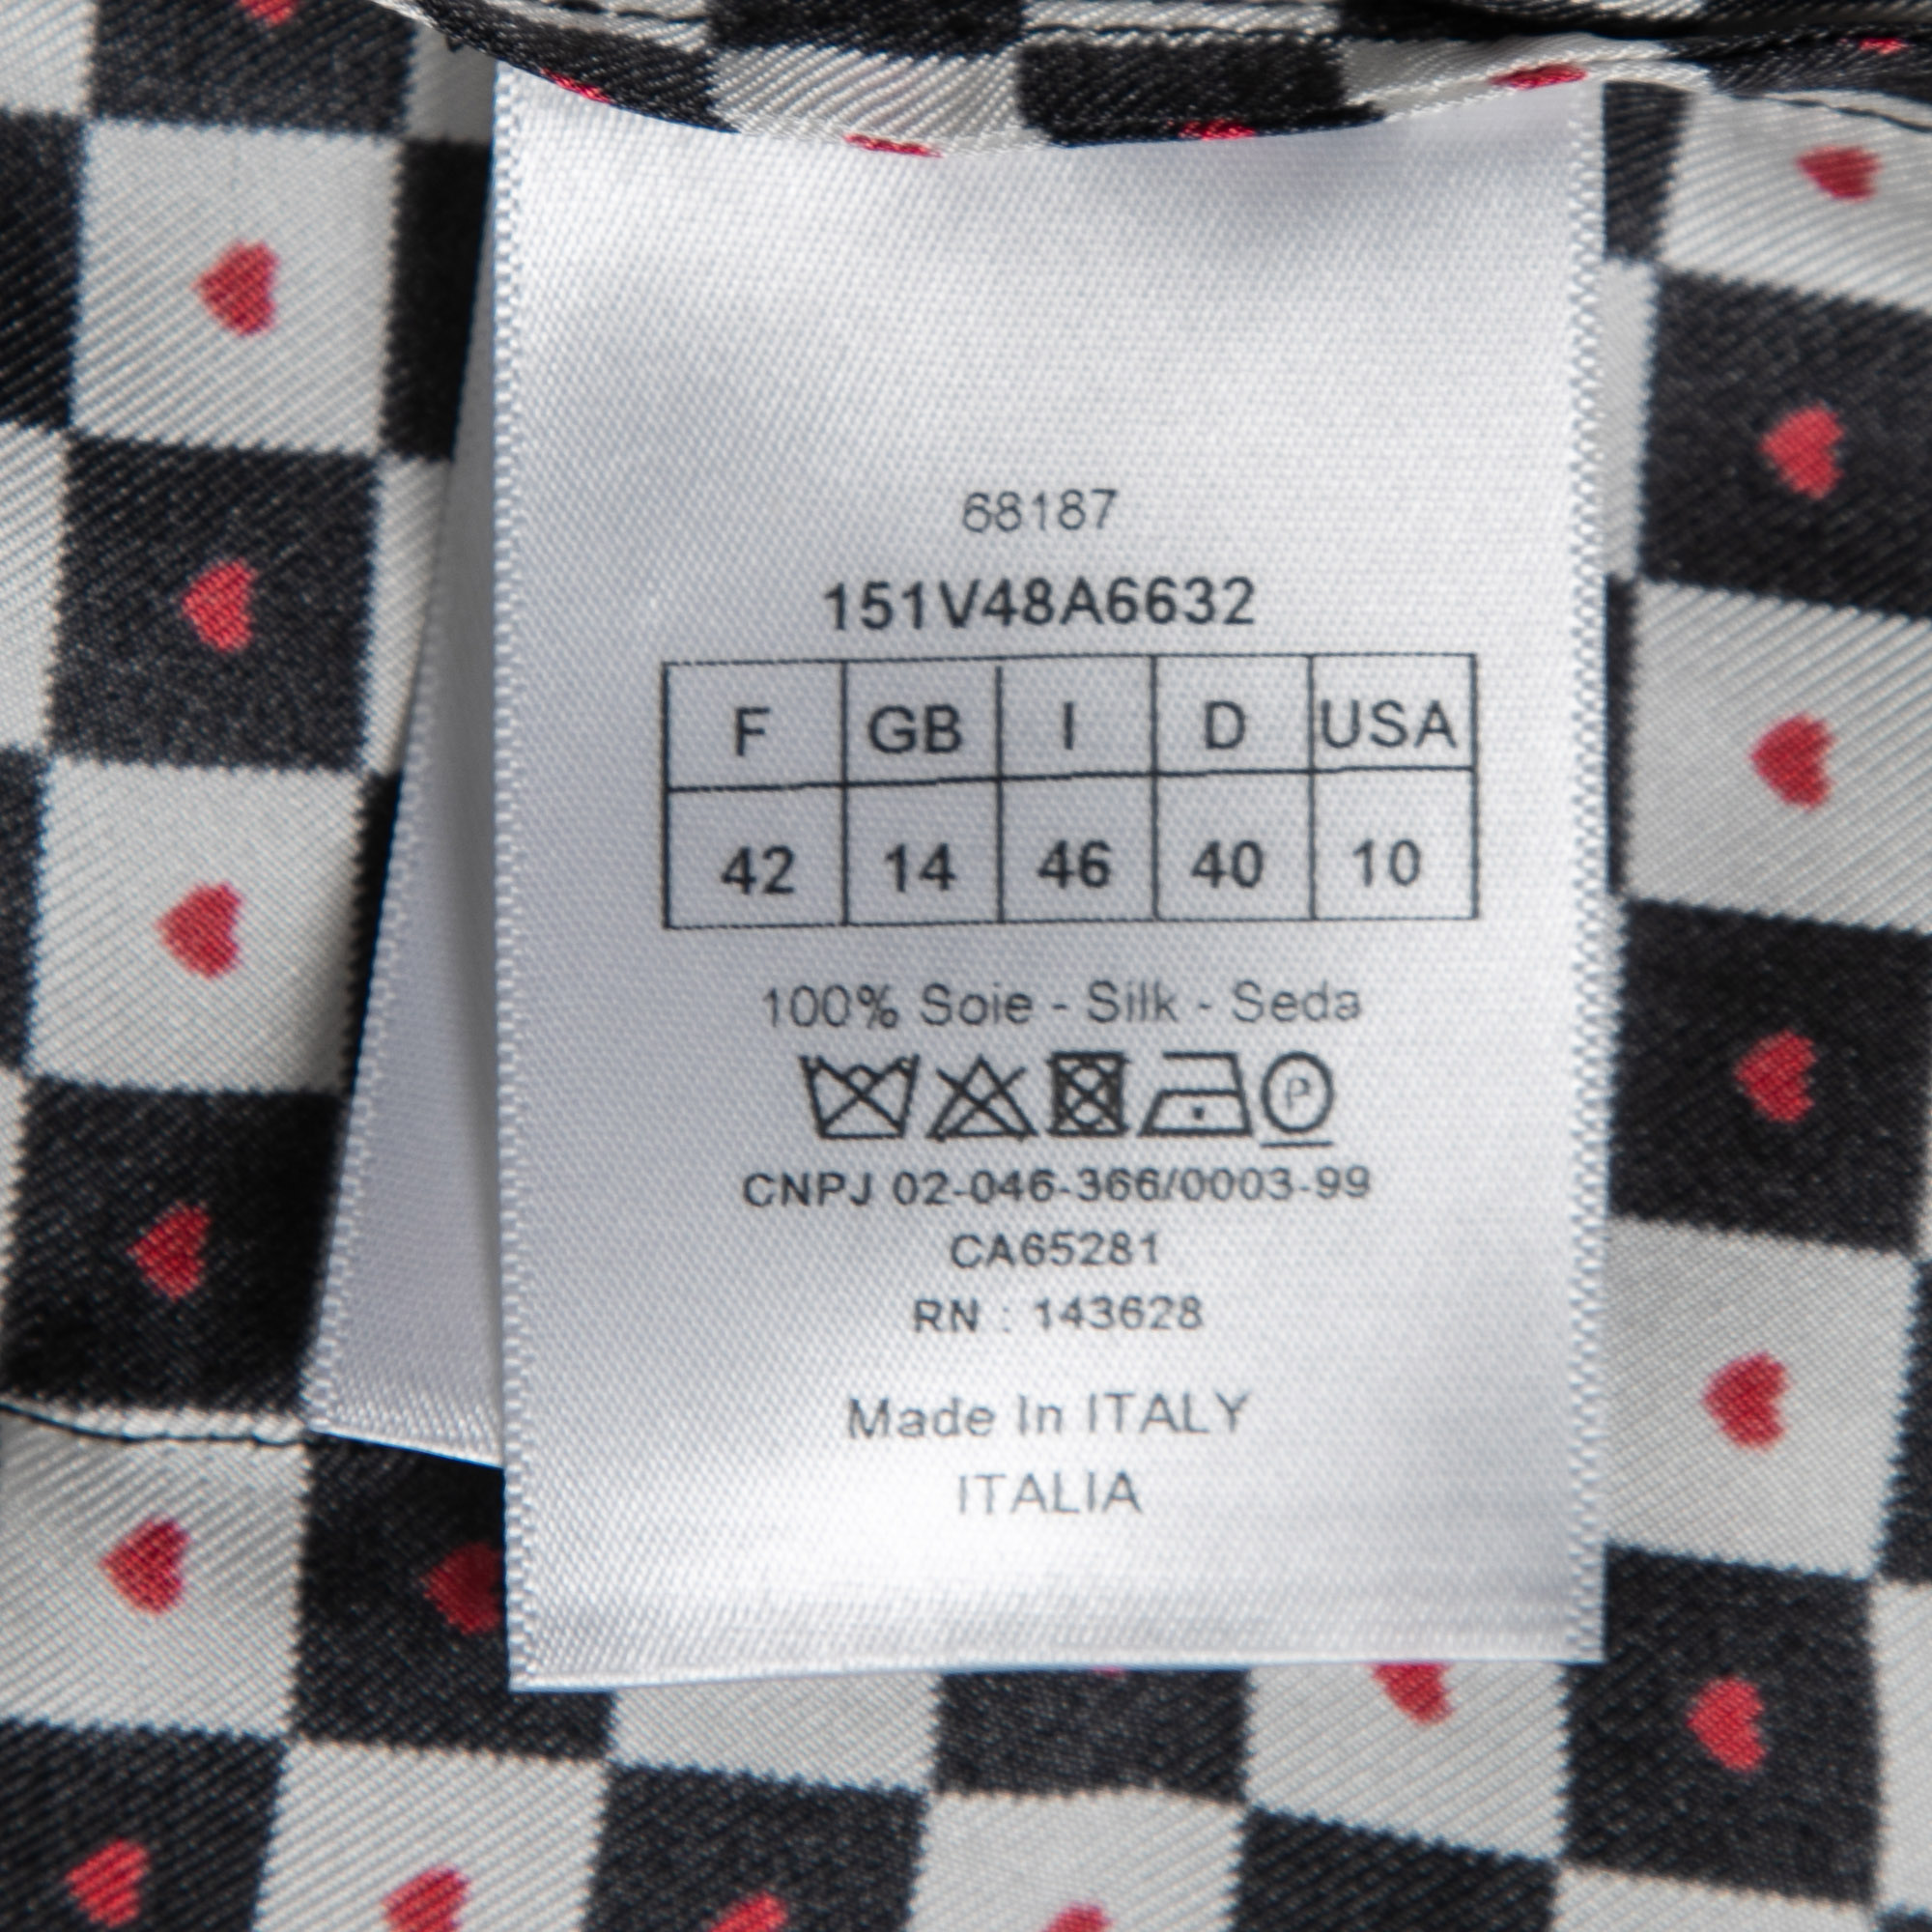 68187
151V48A6632
F GB I D USA
42 14 46 40 10
100% Soie - Silk - Seda
P
CNPJ 02-046-366/0003-99
CA65281
RN : 143628
Made In ITALY
ITALIA